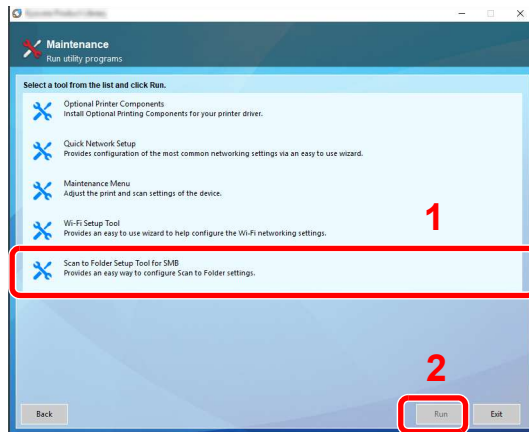 Maintenance
Run utility programs
Select a tool from the list and click Run.
Optional Printer Components
Install Optional Printing Components for your printer driver.
Quick Network Setup
Provides configuration of the most common networking settings via an easy to use wizard.
Maintenance Menu
Adjust the print and scan settings of the device.
Wi-Fi Setup Tool
Provides an easy to use wizard to help configure the Wi-Fi networking settings.
1
Scan to Folder Setup Tool for SMB
Provides an easy way to configure Scan to Folder settings.
2
Back
Run
Exit